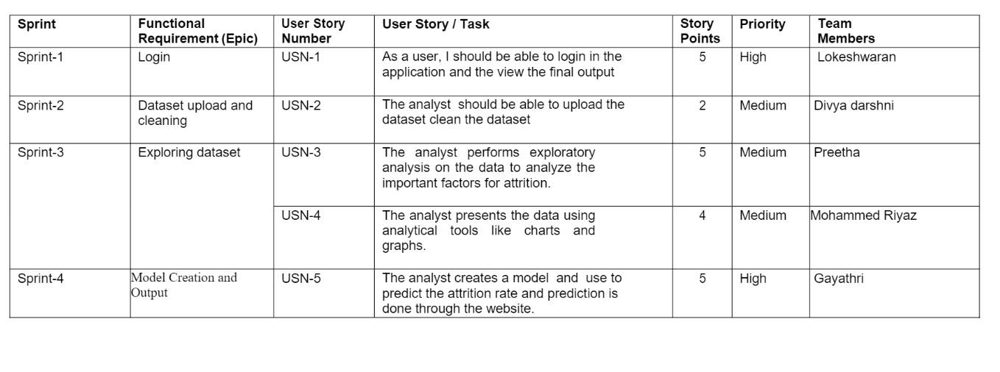 Sprint Functional Requirement (Epic) User Story Number User Story / Task Story Points Priority Team Members
Sprint-1 Login USN-1 As a user, I should be able to login in the 5 High Lokeshwaran
application and the view the final output
Sprint-2 Dataset upload and USN-2 The analyst should be able to upload the 2 Medium Divya darshni
cleaning dataset clean the dataset
Sprint-3 Exploring dataset USN-3 The analyst performs exploratory 5 Medium Preetha
analysis on the data to analyze the
important factors for attrition.
USN-4 The analyst presents the data using 4 Medium Mohammed Riyaz
analytical tools like charts and
graphs.
Sprint-4 Model Creation and USN-5 The analyst creates a model and use to 5 High Gayathri
Output predict the attrition rate and prediction is
done through the website.